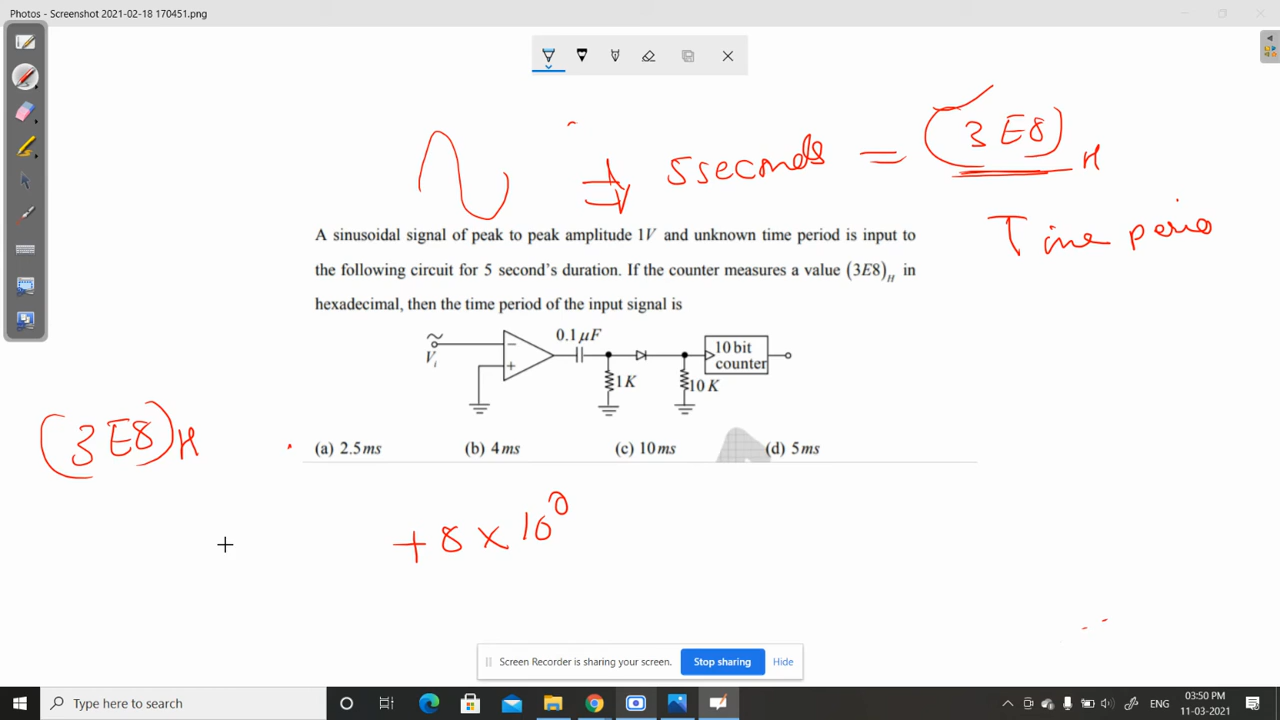 Photos - Screenshot 2021-02-18 170451.png
5seconds = (3E8)H
Time perio
A sinusoidal signal of peak to peak amplitude 1V and unknown time period is input to
the following circuit for 5 second's duration. If the counter measures a value (3E8)H in
hexadecimal, then the time period of the input signal is
0.1 μF
Vi
−
+
1K
10K
10 bit
counter
(3E8)H
(a) 2.5ms (b) 4ms (c) 10ms (d) 5ms
+ 8 × 10⁰
Screen Recorder is sharing your screen. Stop sharing Hide
Type here to search
ENG
03:50 PM
11-03-2021